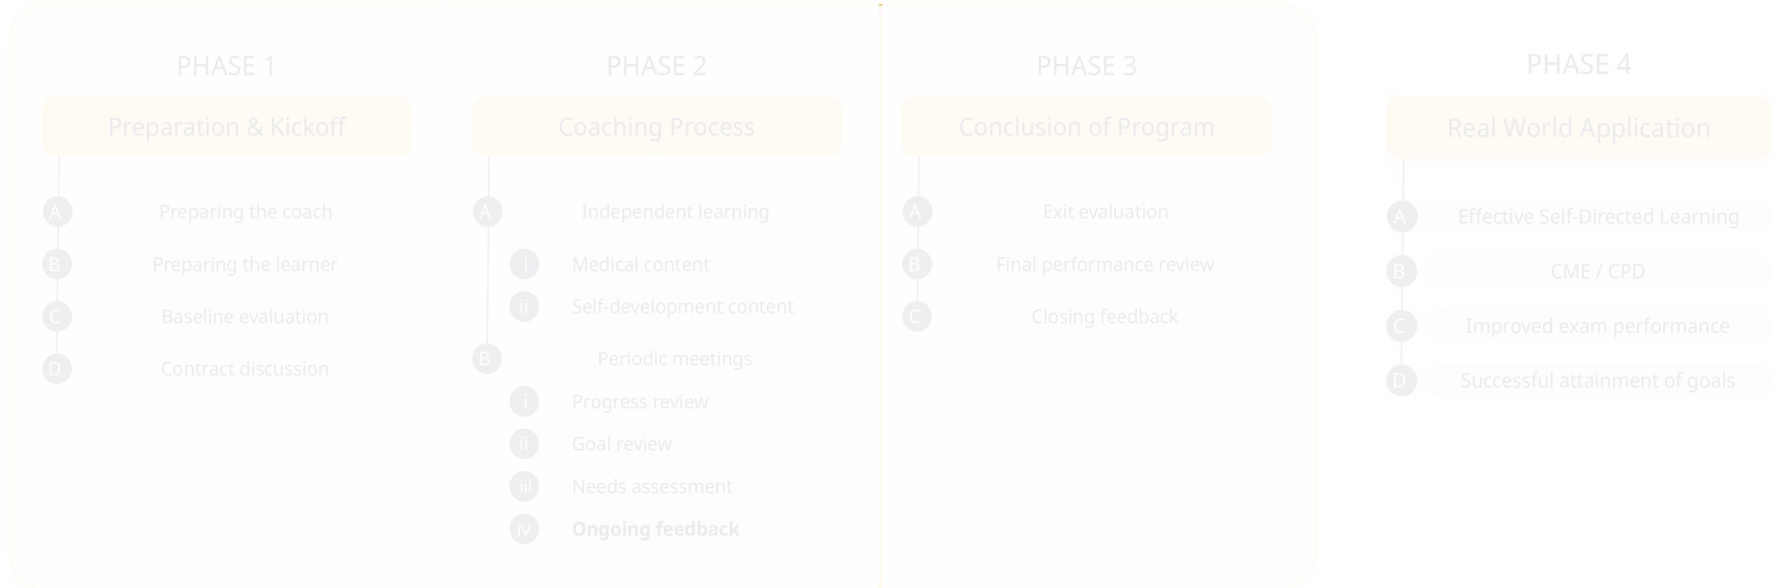 PHASE 1
Preparation & Kickoff
A Preparing the coach
B Preparing the learner
C Baseline evaluation
D Contract discussion
PHASE 2
Coaching Process
A Independent learning
i Medical content
ii Self-development content
B Periodic meetings
i Progress review
ii Goal review
iii Needs assessment
iv Ongoing feedback
PHASE 3
Conclusion of Program
A Exit evaluation
B Final performance review
C Closing feedback
PHASE 4
Real World Application
A Effective Self-Directed Learning
B CME / CPD
C Improved exam performance
D Successful attainment of goals